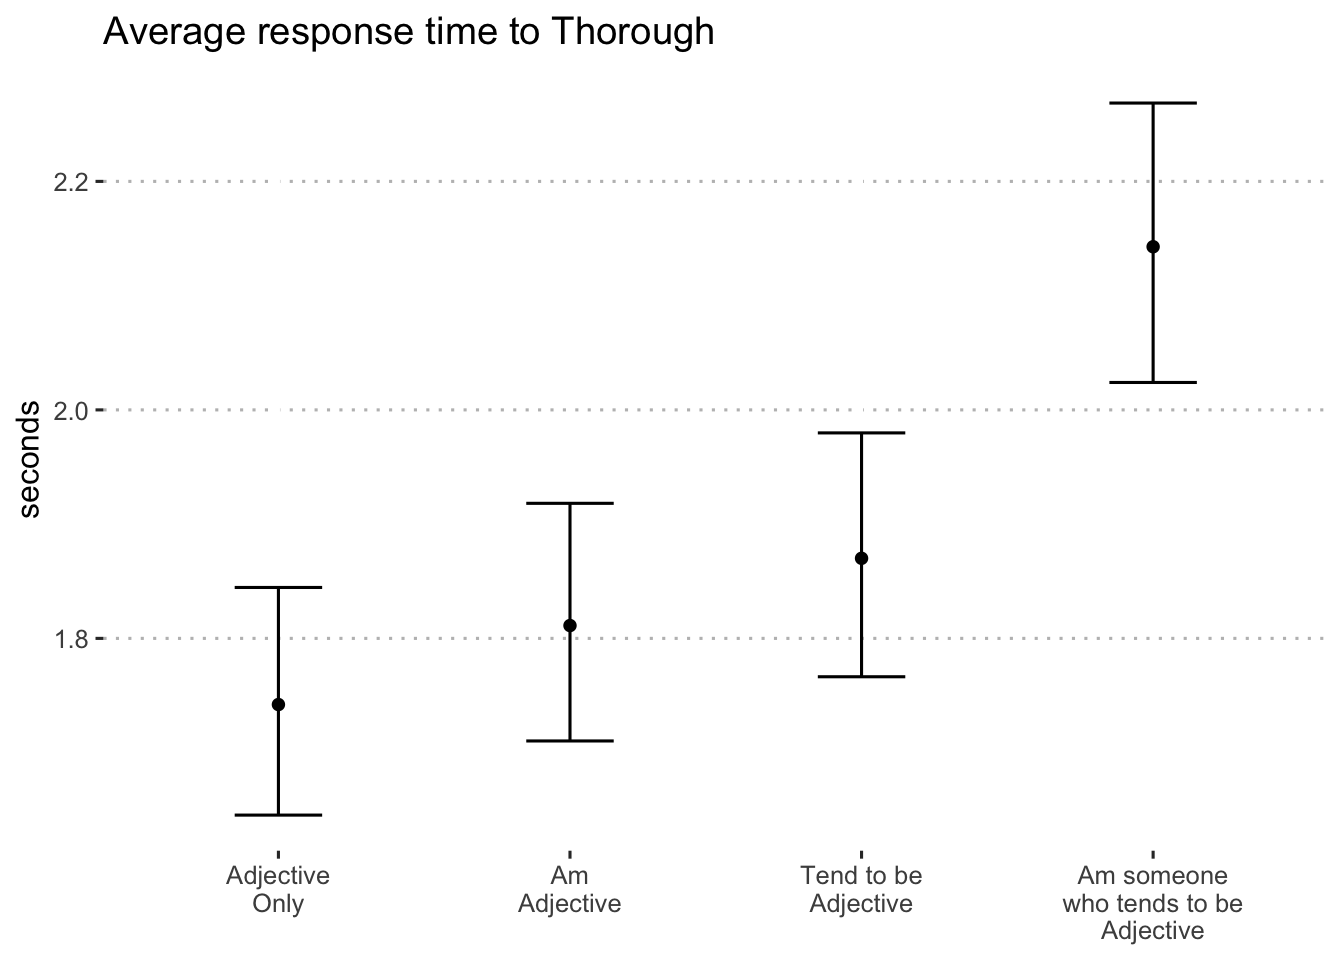 Average response time to Thorough
2.2
2.0
1.8
seconds
Adjective
Only
Am
Adjective
Tend to be
Adjective
Am someone
who tends to be
Adjective